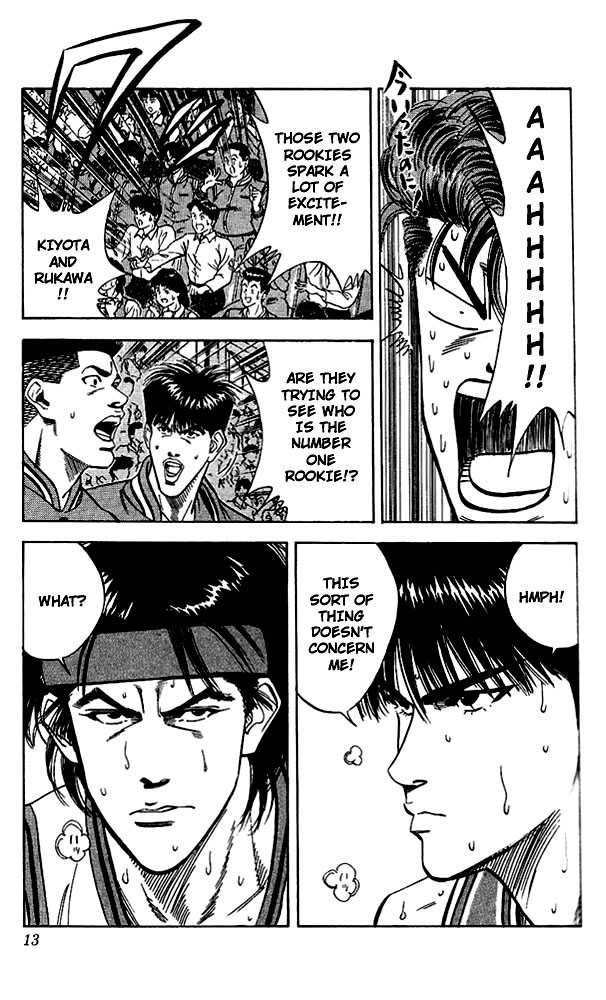 A
A
A
H
H
H
H
H
!!
THOSE TWO
ROOKIES
SPARK A
LOT OF
EXCITE-
MENT!!
KIYOTA
AND
RUKAWA
!!
ワ
ARE THEY
TRYING TO
SEE WHO
IS THE
NUMBER
ONE
ROOKIE!?
HMPH!
THIS
SORT OF
THING
DOESN'T
CONCERN
ME!
WHAT?
13